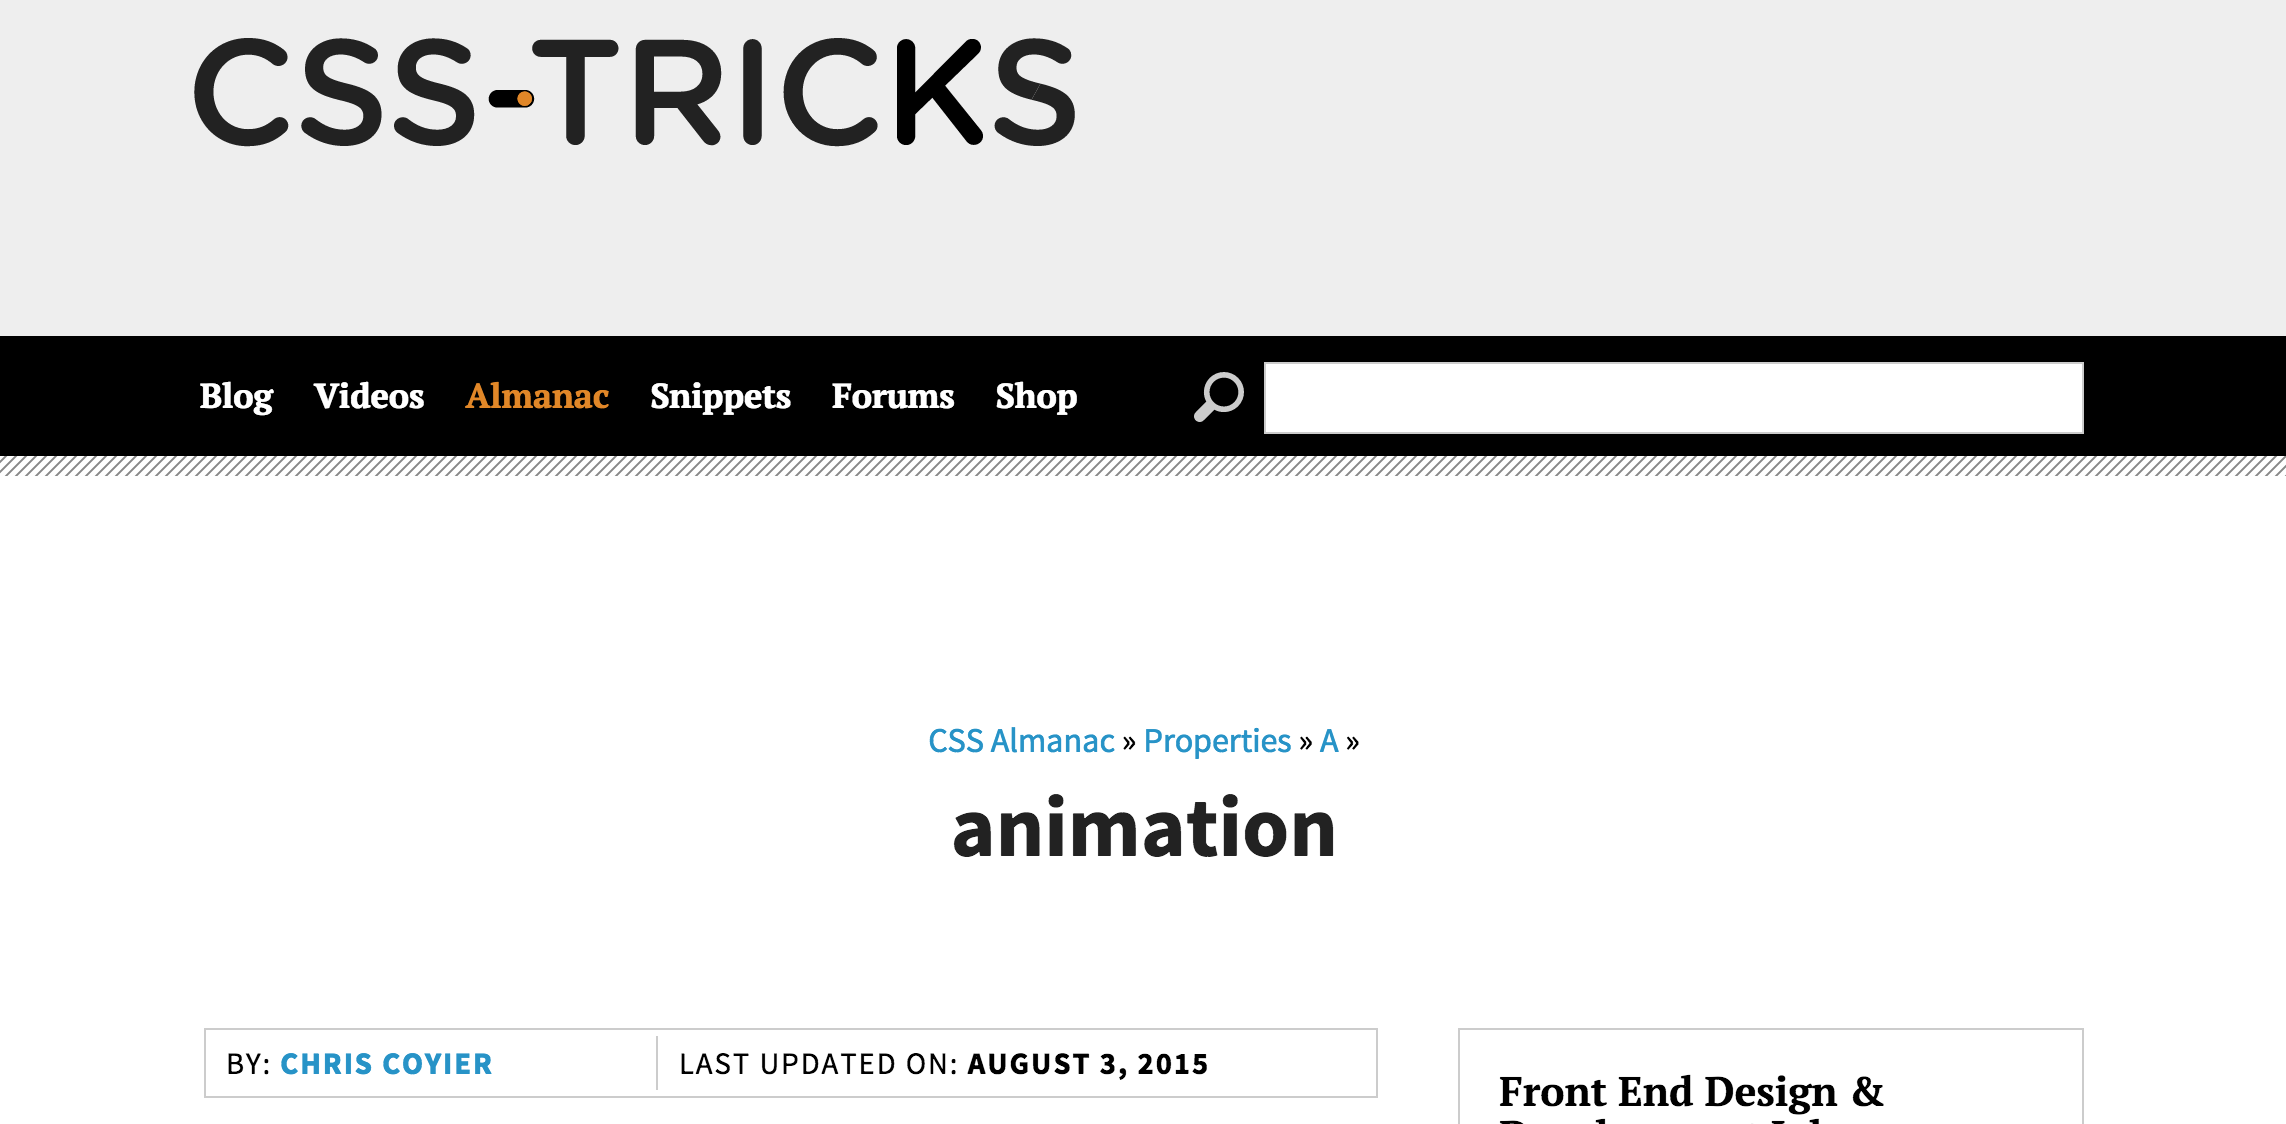 CSS-TRICKS
Blog Videos Almanac Snippets Forums Shop
CSS Almanac » Properties » A »
animation
BY: CHRIS COYIER LAST UPDATED ON: AUGUST 3, 2015
Front End Design &